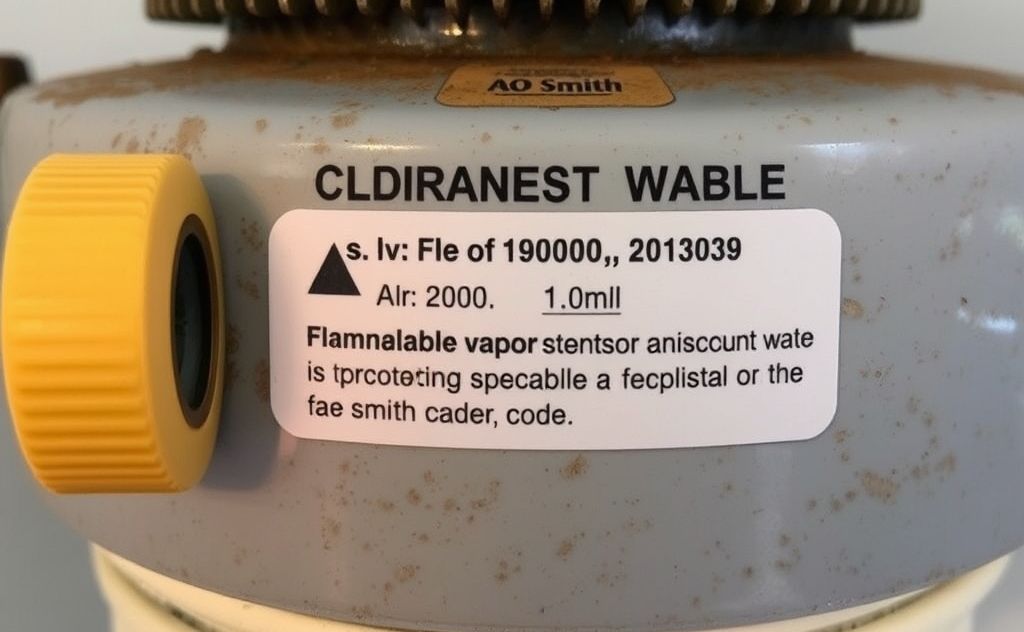 AO Smith
CLDIRANEST WABLE
s. lv: Fle of 190000,, 2013039
Alr: 2000. 1.0mll
Flamnalable vapor stentsor aniscount wate
is tprcoteting specablle a fecplistal or the
fae smith cader, code.